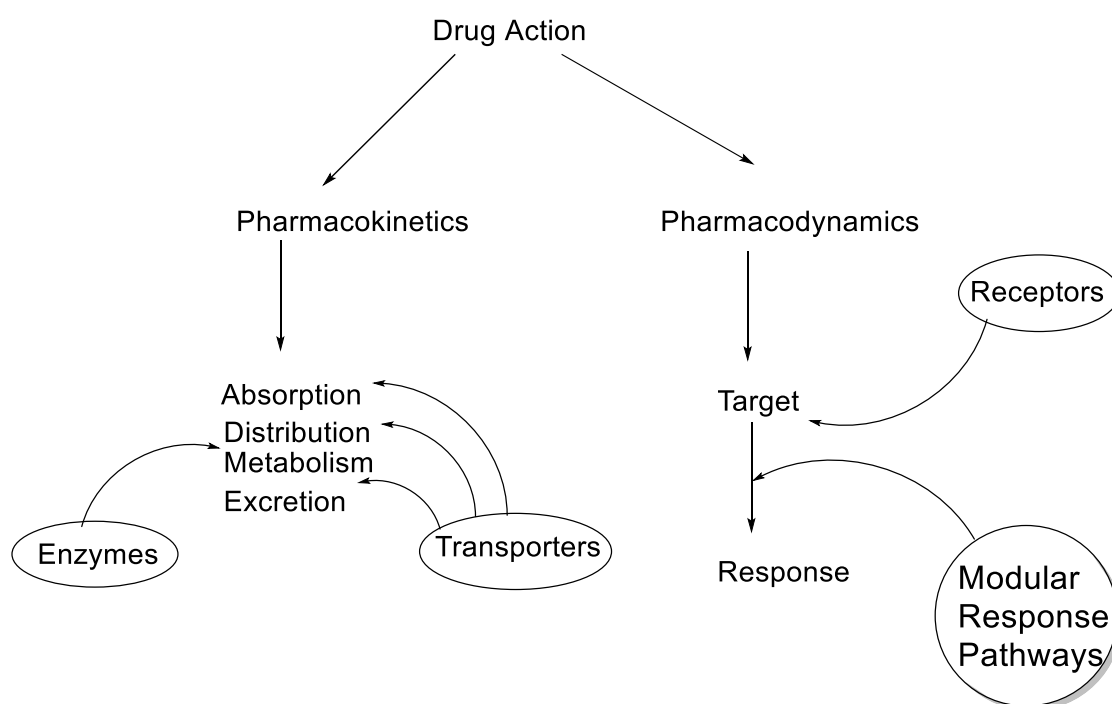 Drug Action
Pharmacokinetics
Pharmacodynamics
Receptors
Absorption
Target
Distribution
Metabolism
Excretion
Enzymes
Transporters
Response
Modular
Response
Pathways